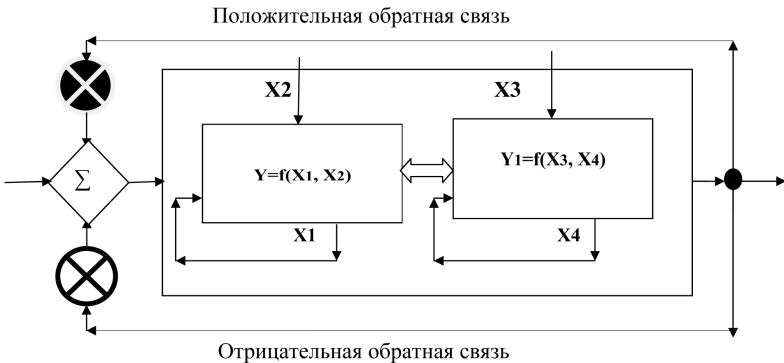 Положительная обратная связь
X2
X3
Y=f(X1, X2)
Y1=f(X3, X4)
Σ
X1
X4
Отрицательная обратная связь